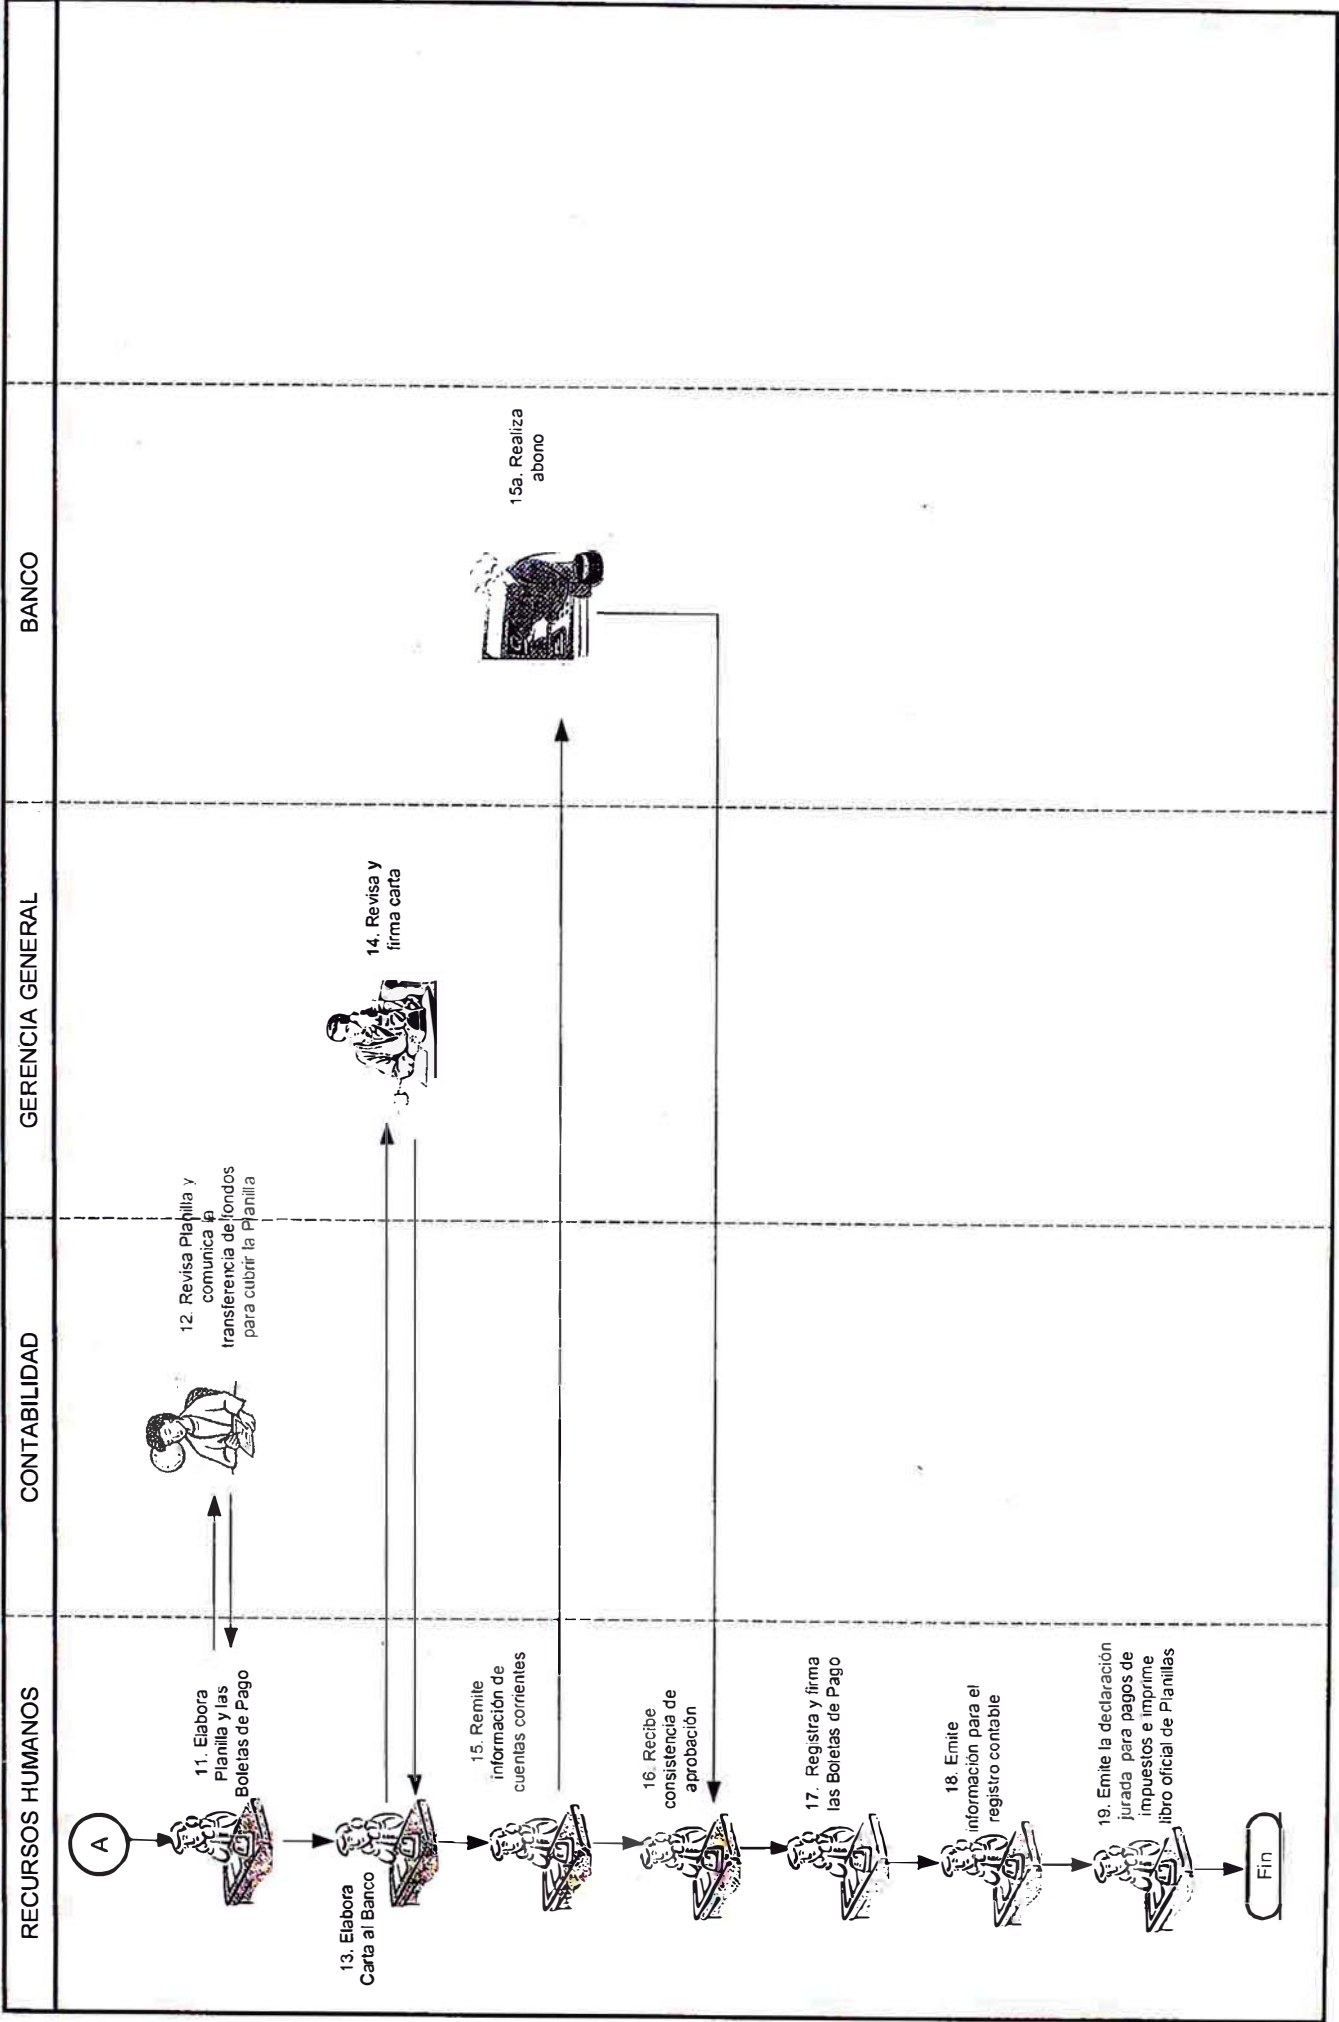 RECURSOS HUMANOS
CONTABILIDAD
GERENCIA GENERAL
BANCO
A
11. Elabora
Planilla y las
Boletas de Pago
12. Revisa Planilla y
comunica la
transferencia de fondos
para cubrir la Planilla
13. Elabora
Carta al Banco
14. Revisa y
firma carta
15. Remite
información de
cuentas corrientes
15a. Realiza
abono
16. Recibe
consistencia de
aprobación
17. Registra y firma
las Boletas de Pago
18. Emite
información para el
registro contable
19. Emite la declaración
jurada para pagos de
impuestos e imprime
libro oficial de Planillas
Fin